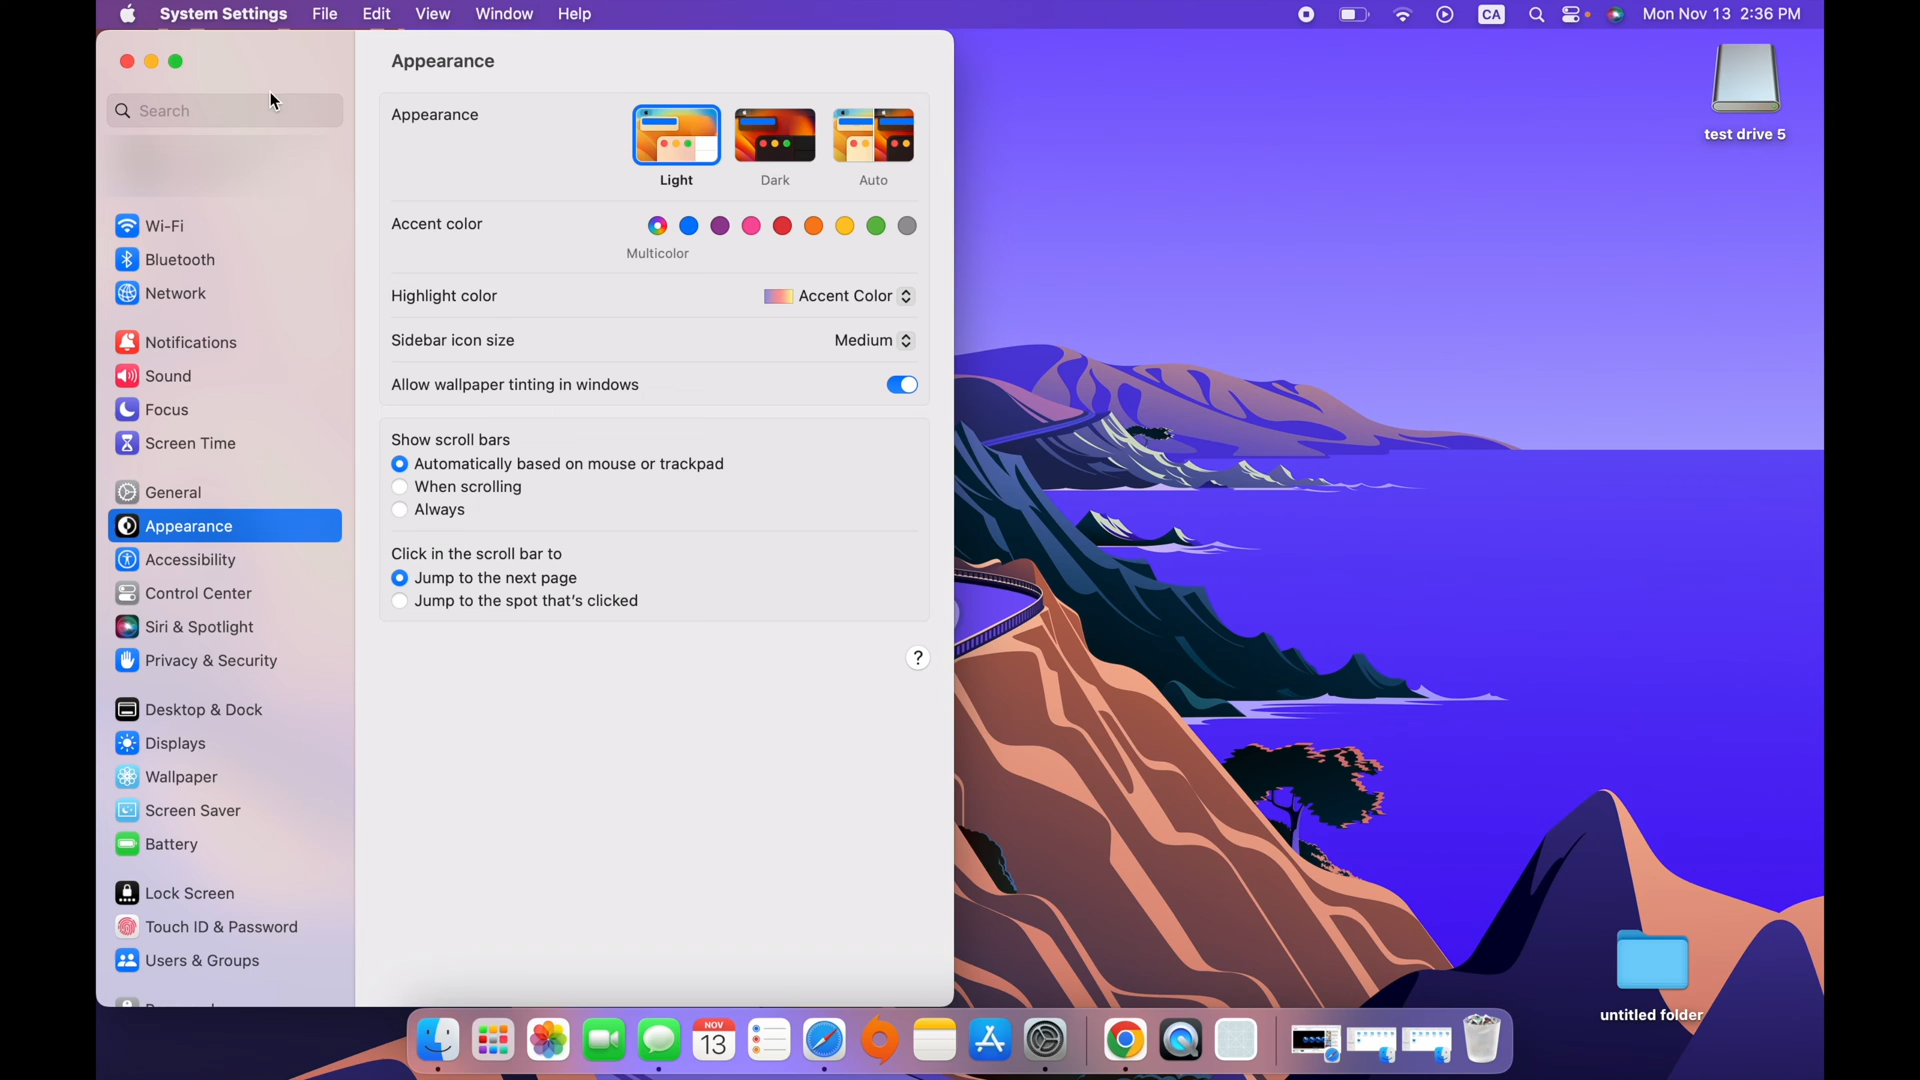 System Settings File Edit View Window Help
CA Mon Nov 13 2:36 PM
Search
Wi-Fi
Bluetooth
Network
Notifications
Sound
Focus
Screen Time
General
Appearance
Accessibility
Control Center
Siri & Spotlight
Privacy & Security
Desktop & Dock
Displays
Wallpaper
Screen Saver
Battery
Lock Screen
Touch ID & Password
Users & Groups
Appearance
Appearance
Light Dark Auto
Accent color
Multicolor
Highlight color Accent Color
Sidebar icon size Medium
Allow wallpaper tinting in windows
Show scroll bars
Automatically based on mouse or trackpad
When scrolling
Always
Click in the scroll bar to
Jump to the next page
Jump to the spot that's clicked
?
test drive 5
untitled folder
NOV
13